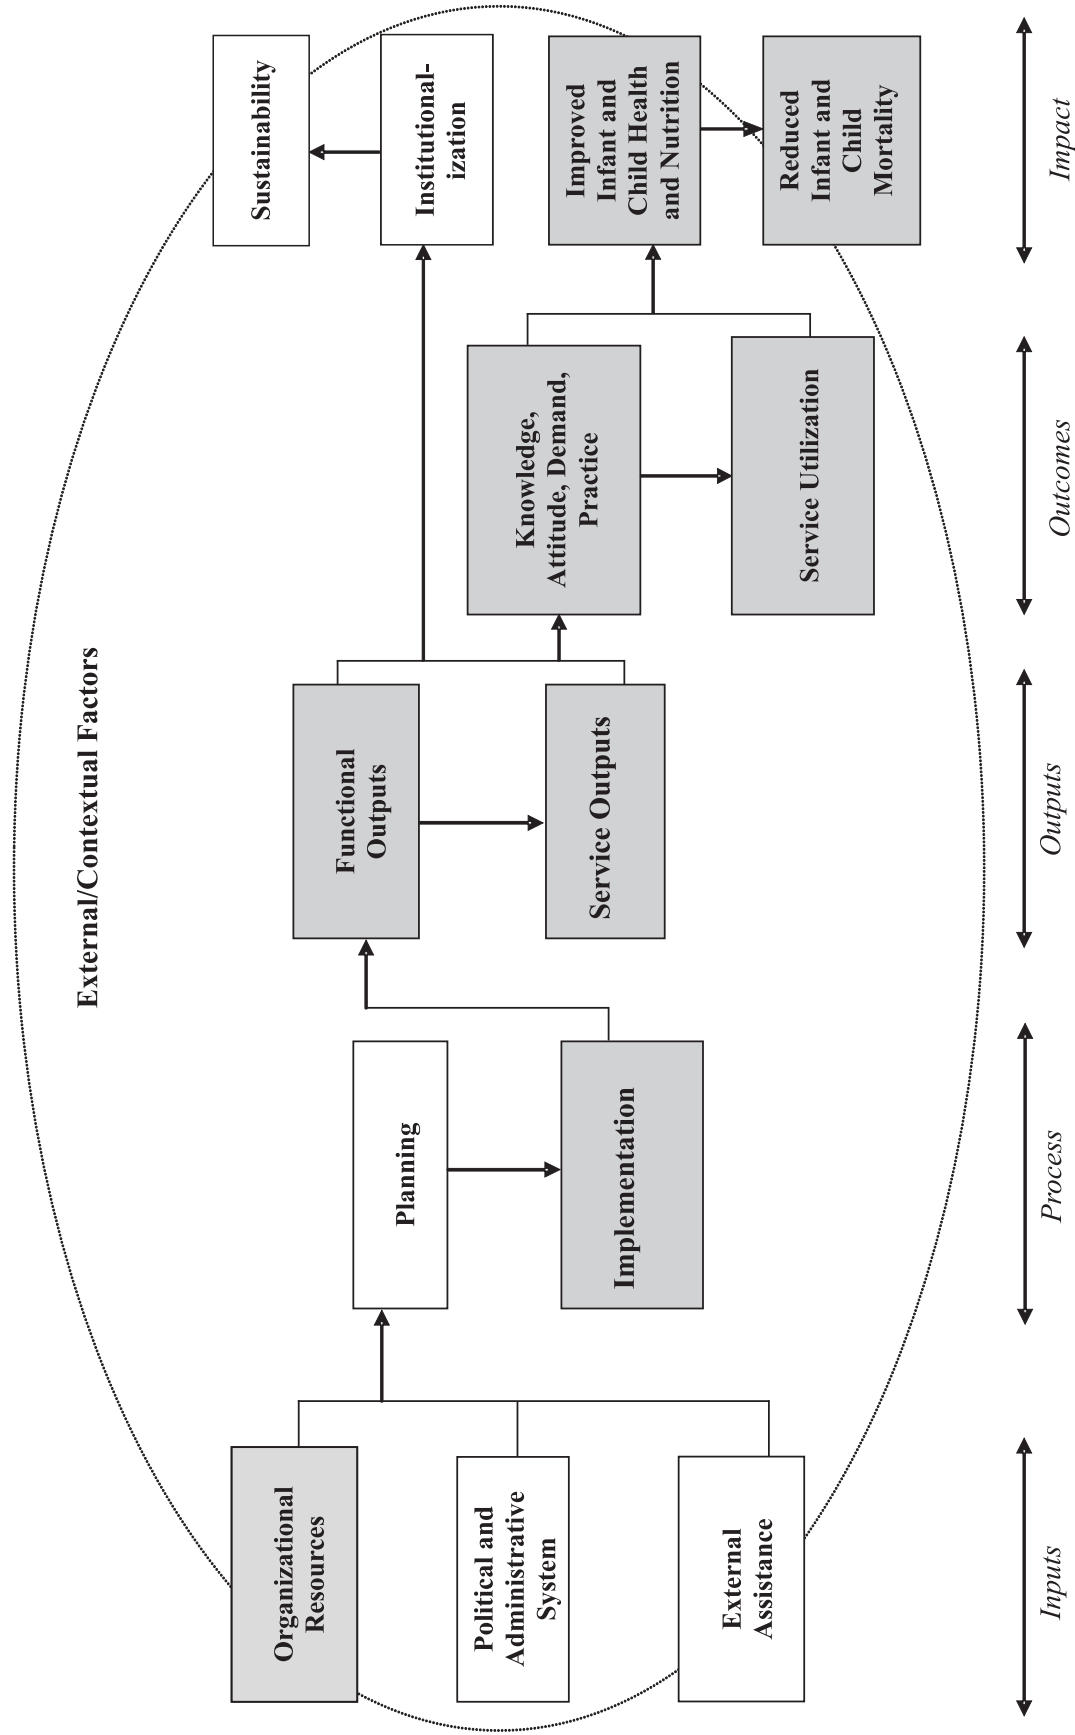 External/Contextual Factors
Organizational
Resources
Political and
Administrative
System
External
Assistance
Planning
Implementation
Functional
Outputs
Service Outputs
Knowledge,
Attitude, Demand,
Practice
Service Utilization
Sustainability
Institutional-
ization
Improved
Infant and
Child Health
and Nutrition
Reduced
Infant and
Child
Mortality
Inputs
Process
Outputs
Outcomes
Impact